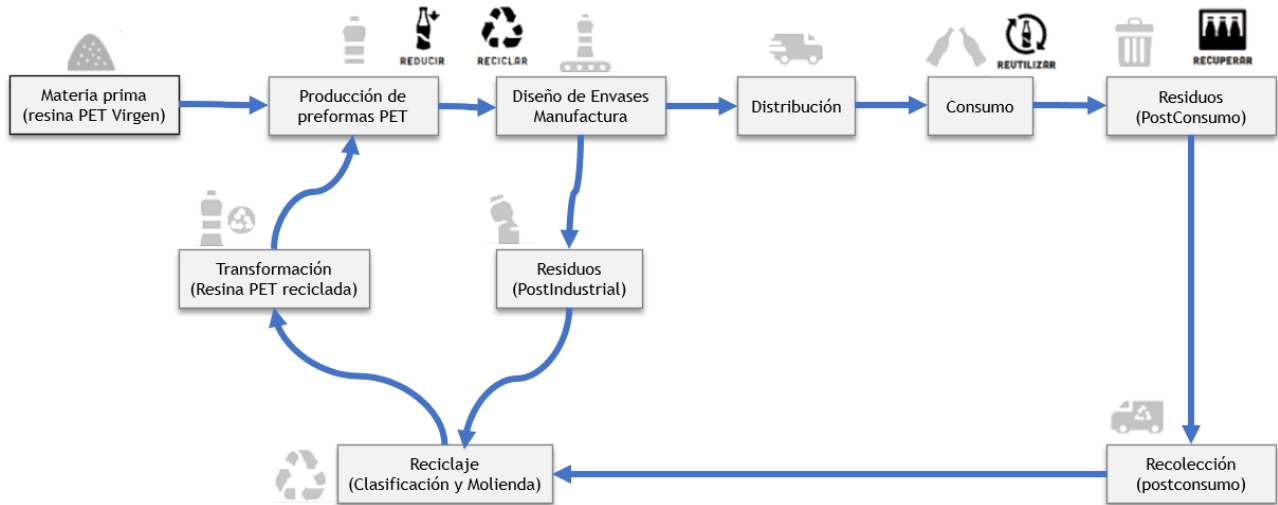 REDUCIR
RECICLAR
REUTILIZAR
RECUPERAR
Materia prima
(resina PET Virgen)
Producción de
preformas PET
Diseño de Envases
Manufactura
Distribución
Consumo
Residuos
(PostConsumo)
Transformación
(Resina PET reciclada)
Residuos
(PostIndustrial)
Reciclaje
(Clasificación y Molienda)
Recolección
(postconsumo)